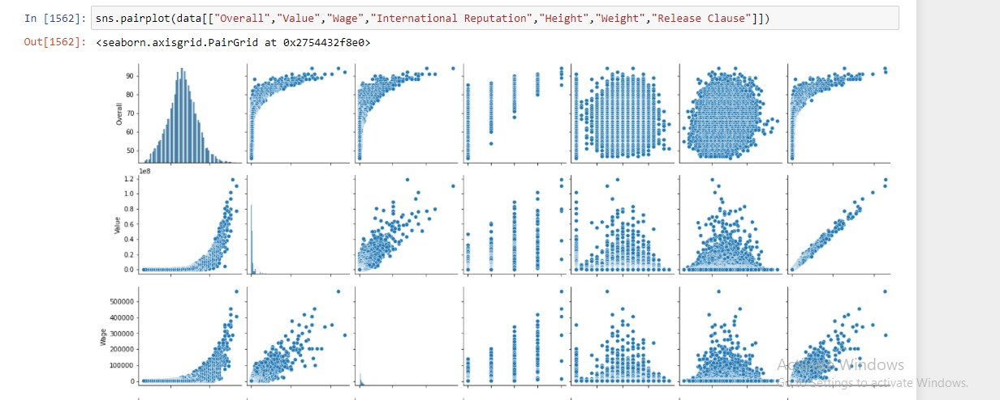 In [1562]: sns.pairplot(data[["Overall","Value","Wage","International Reputation","Height","Weight","Release Clause"]])
Out[1562]: <seaborn.axisgrid.PairGrid at 0x2754432f8e0>
90
80
70
60
50
Overall
1e8
1.2
1.0
0.8
0.6
0.4
0.2
0.0
Value
500000
400000
300000
200000
100000
0
Wage
Activate Windows
Go to Settings to activate Windows.